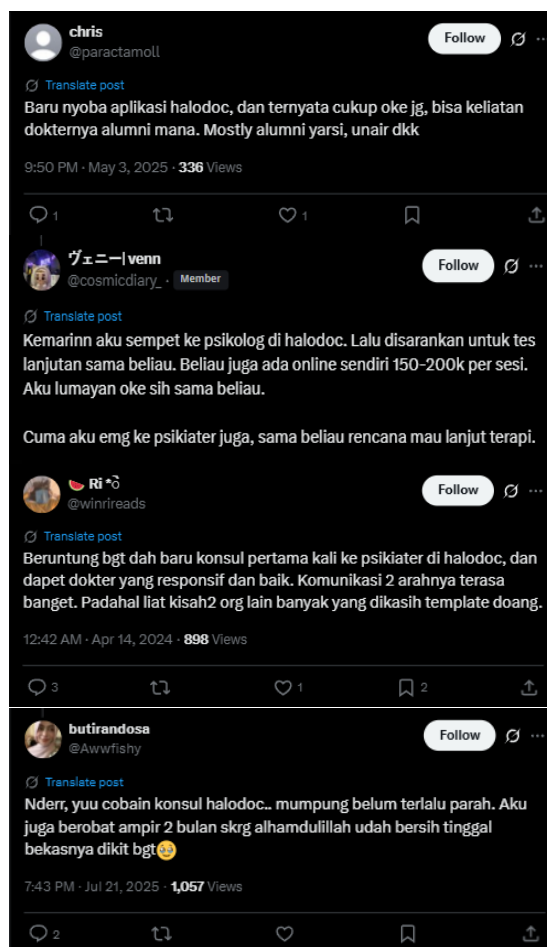 chris
Follow
@paractamoll
Translate post
Baru nyoba aplikasi halodoc, dan ternyata cukup oke jg, bisa keliatan
dokternya alumni mana. Mostly alumni yarsi, unair dkk
9:50 PM · May 3, 2025 · 336 Views
1
1
ヴェニー| venn
Follow
@cosmicdiary_ · Member
Translate post
Kemarinn aku sempet ke psikolog di halodoc. Lalu disarankan untuk tes
lanjutan sama beliau. Beliau juga ada online sendiri 150-200k per sesi.
Aku lumayan oke sih sama beliau.
Cuma aku emg ke psikiater juga, sama beliau rencana mau lanjut terapi.
🍉 Ri
Follow
@winrireads
Translate post
Beruntung bgt dah baru konsul pertama kali ke psikiater di halodoc, dan
dapet dokter yang responsif dan baik. Komunikasi 2 arahnya terasa
banget. Padahal liat kisah2 org lain banyak yang dikasih template doang.
12:42 AM · Apr 14, 2024 · 898 Views
3
1
2
butirandosa
Follow
@Awwfishy
Translate post
Nderr, yuu cobain konsul halodoc.. mumpung belum terlalu parah. Aku
juga berobat ampir 2 bulan skrg alhamdulillah udah bersih tinggal
bekasnya dikit bgt🥹
7:43 PM · Jul 21, 2025 · 1,057 Views
2